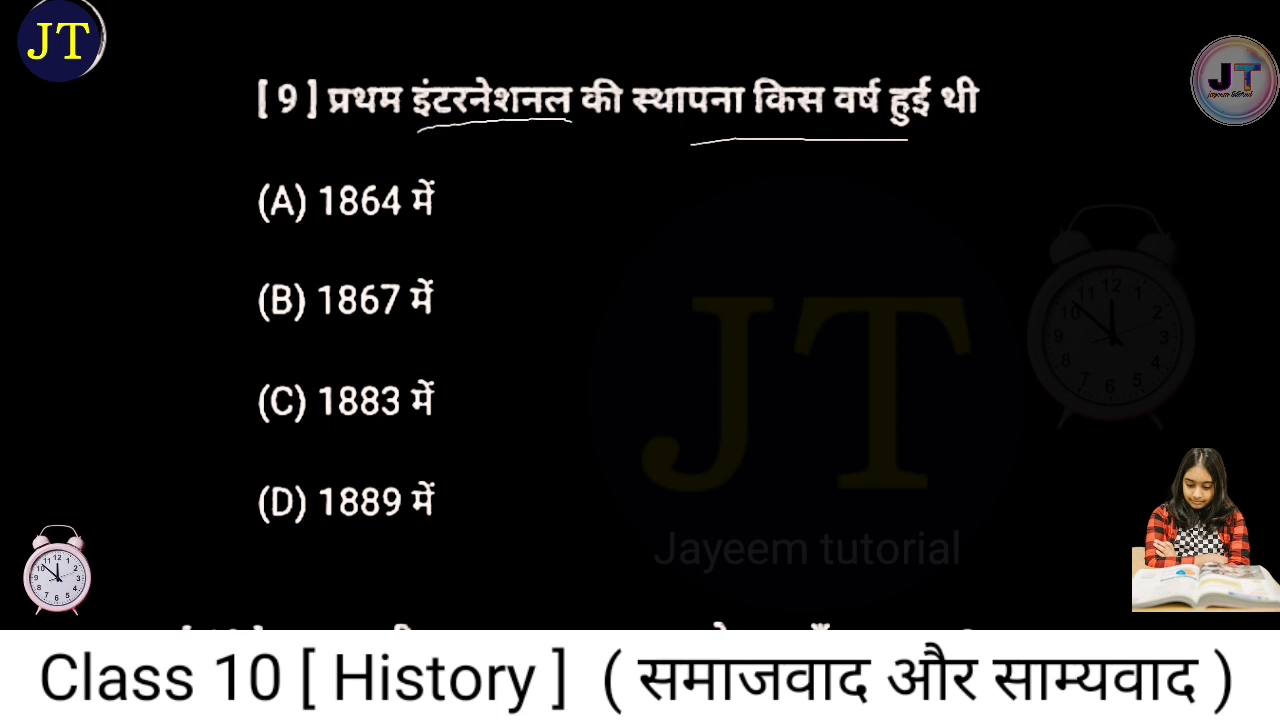 JT
JT
[ 9 ] प्रथम इंटरनेशनल की स्थापना किस वर्ष हुई थी
(A) 1864 में
(B) 1867 में
(C) 1883 में
(D) 1889 में
JT
Jayeem tutorial
Class 10 [ History ] ( समाजवाद और साम्यवाद )